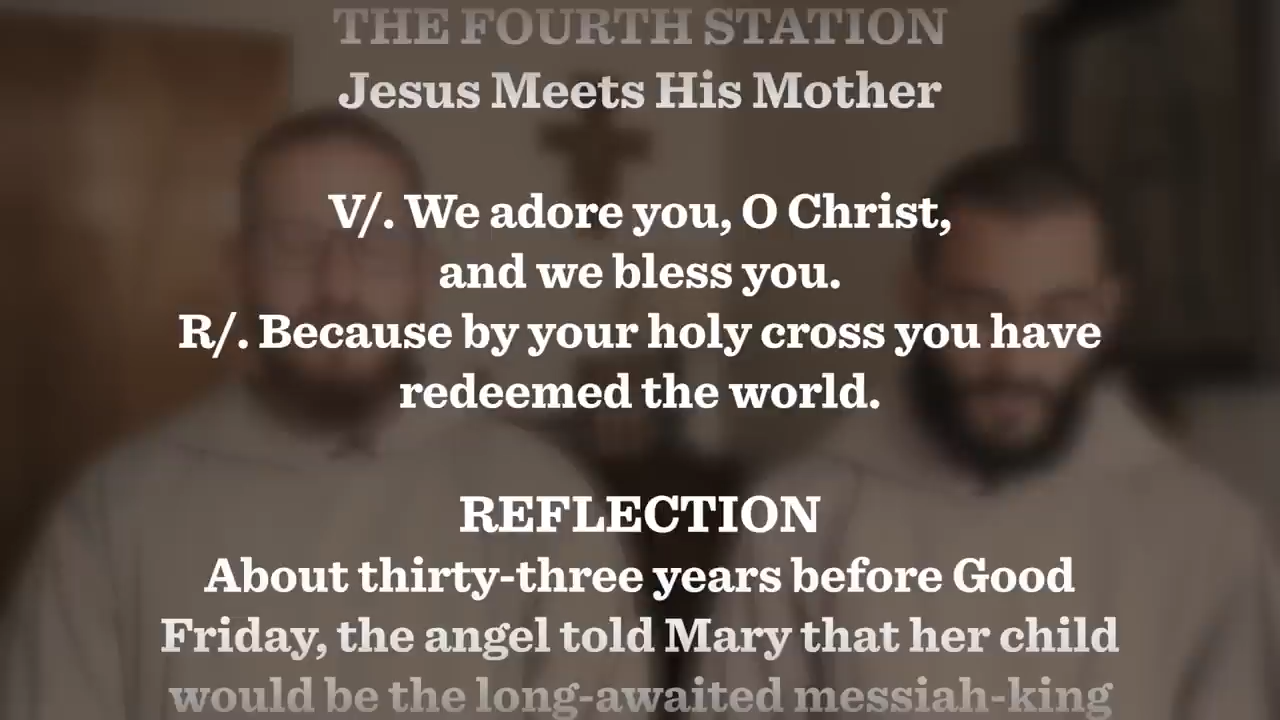 THE FOURTH STATION
Jesus Meets His Mother
V/. We adore you, O Christ,
and we bless you.
R/. Because by your holy cross you have
redeemed the world.
REFLECTION
About thirty-three years before Good
Friday, the angel told Mary that her child
would be the long-awaited messiah-king